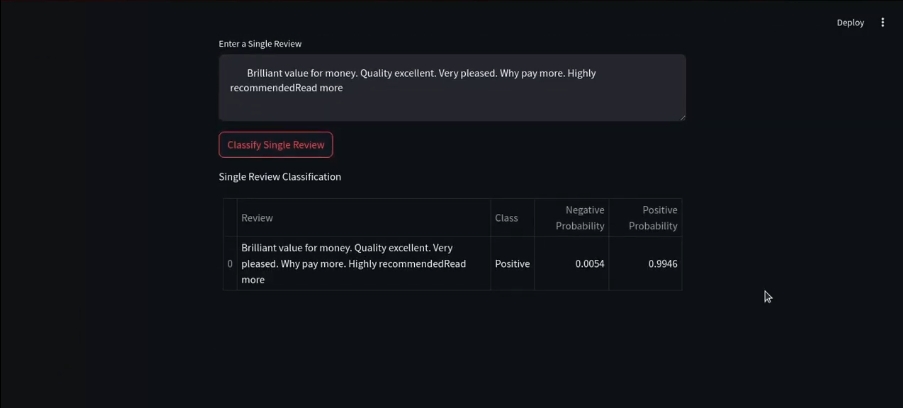 Deploy
Enter a Single Review
Brilliant value for money. Quality excellent. Very pleased. Why pay more. Highly
recommendedRead more
Classify Single Review
Single Review Classification
Review
Class
Negative
Probability
Positive
Probability
0
Brilliant value for money. Quality excellent. Very
pleased. Why pay more. Highly recommendedRead
more
Positive
0.0054
0.9946